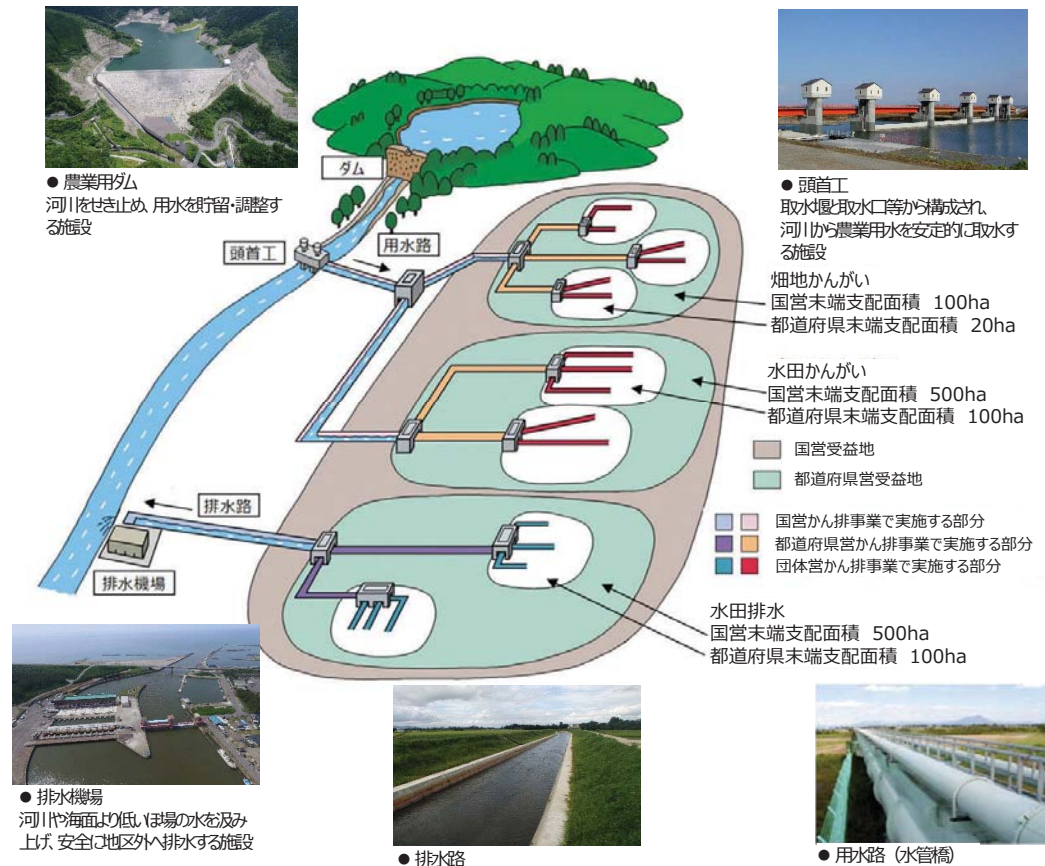 ● 農業用ダム
河川をせき止め、用水を貯留・調整す
る施設
● 頭首工
取水堰と取水口等から構成され、
河川から農業用水を安定的に取水す
る施設
ダム
頭首工
用水路
畑地かんがい
国営末端支配面積 100ha
都道府県末端支配面積 20ha
水田かんがい
国営末端支配面積 500ha
都道府県末端支配面積 100ha
国営受益地
都道府県営受益地
国営かん排事業で実施する部分
都道府県営かん排事業で実施する部分
団体営かん排事業で実施する部分
排水路
排水機場
水田排水
国営末端支配面積 500ha
都道府県末端支配面積 100ha
● 排水機場
河川や海面より低いほ場の水を汲み
上げ、安全に地区外へ排水する施設
● 排水路
● 用水路（水管橋）